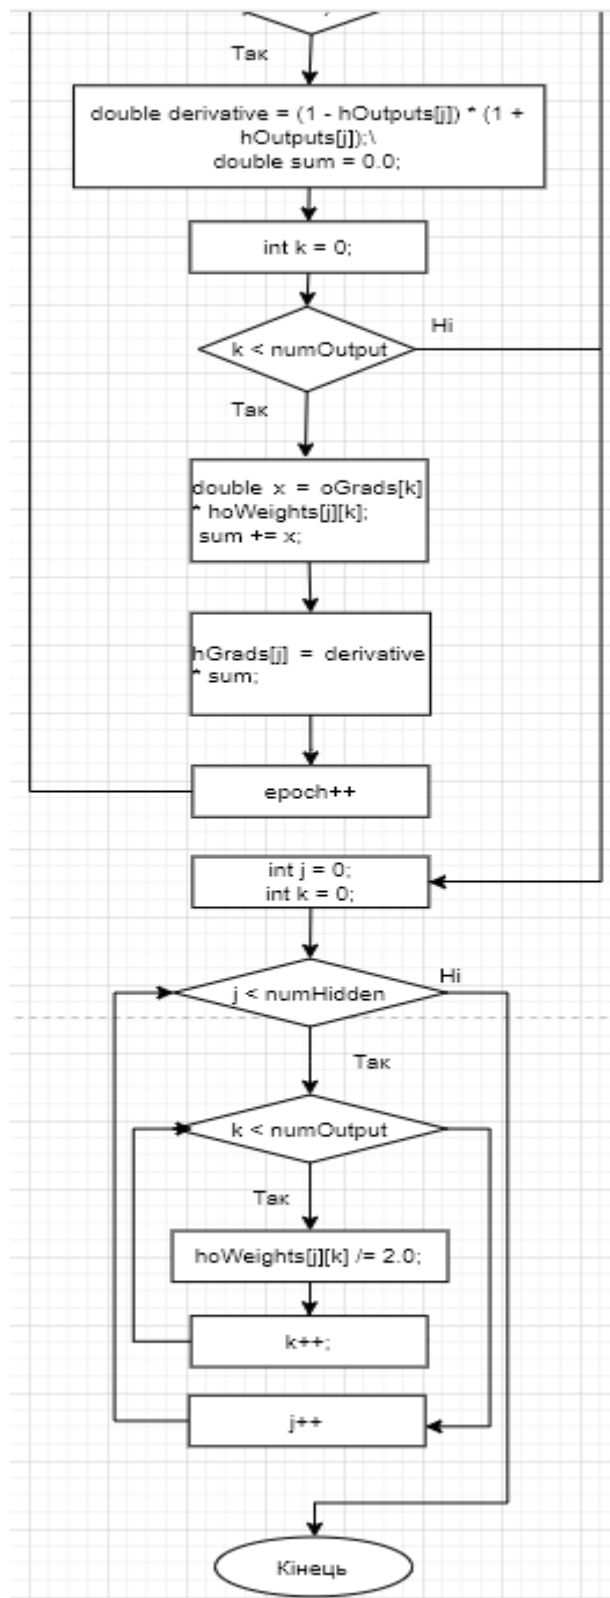 Так
double derivative = (1 - hOutputs[j]) * (1 +
hOutputs[j]);\
double sum = 0.0;
int k = 0;
Ні
k < numOutput
Так
double x = oGrads[k]
* hoWeights[j][k];
sum += x;
hGrads[j] = derivative
* sum;
epoch++
int j = 0;
int k = 0;
Ні
j < numHidden
Так
k < numOutput
Так
hoWeights[j][k] /= 2.0;
k++;
j++
Кінець